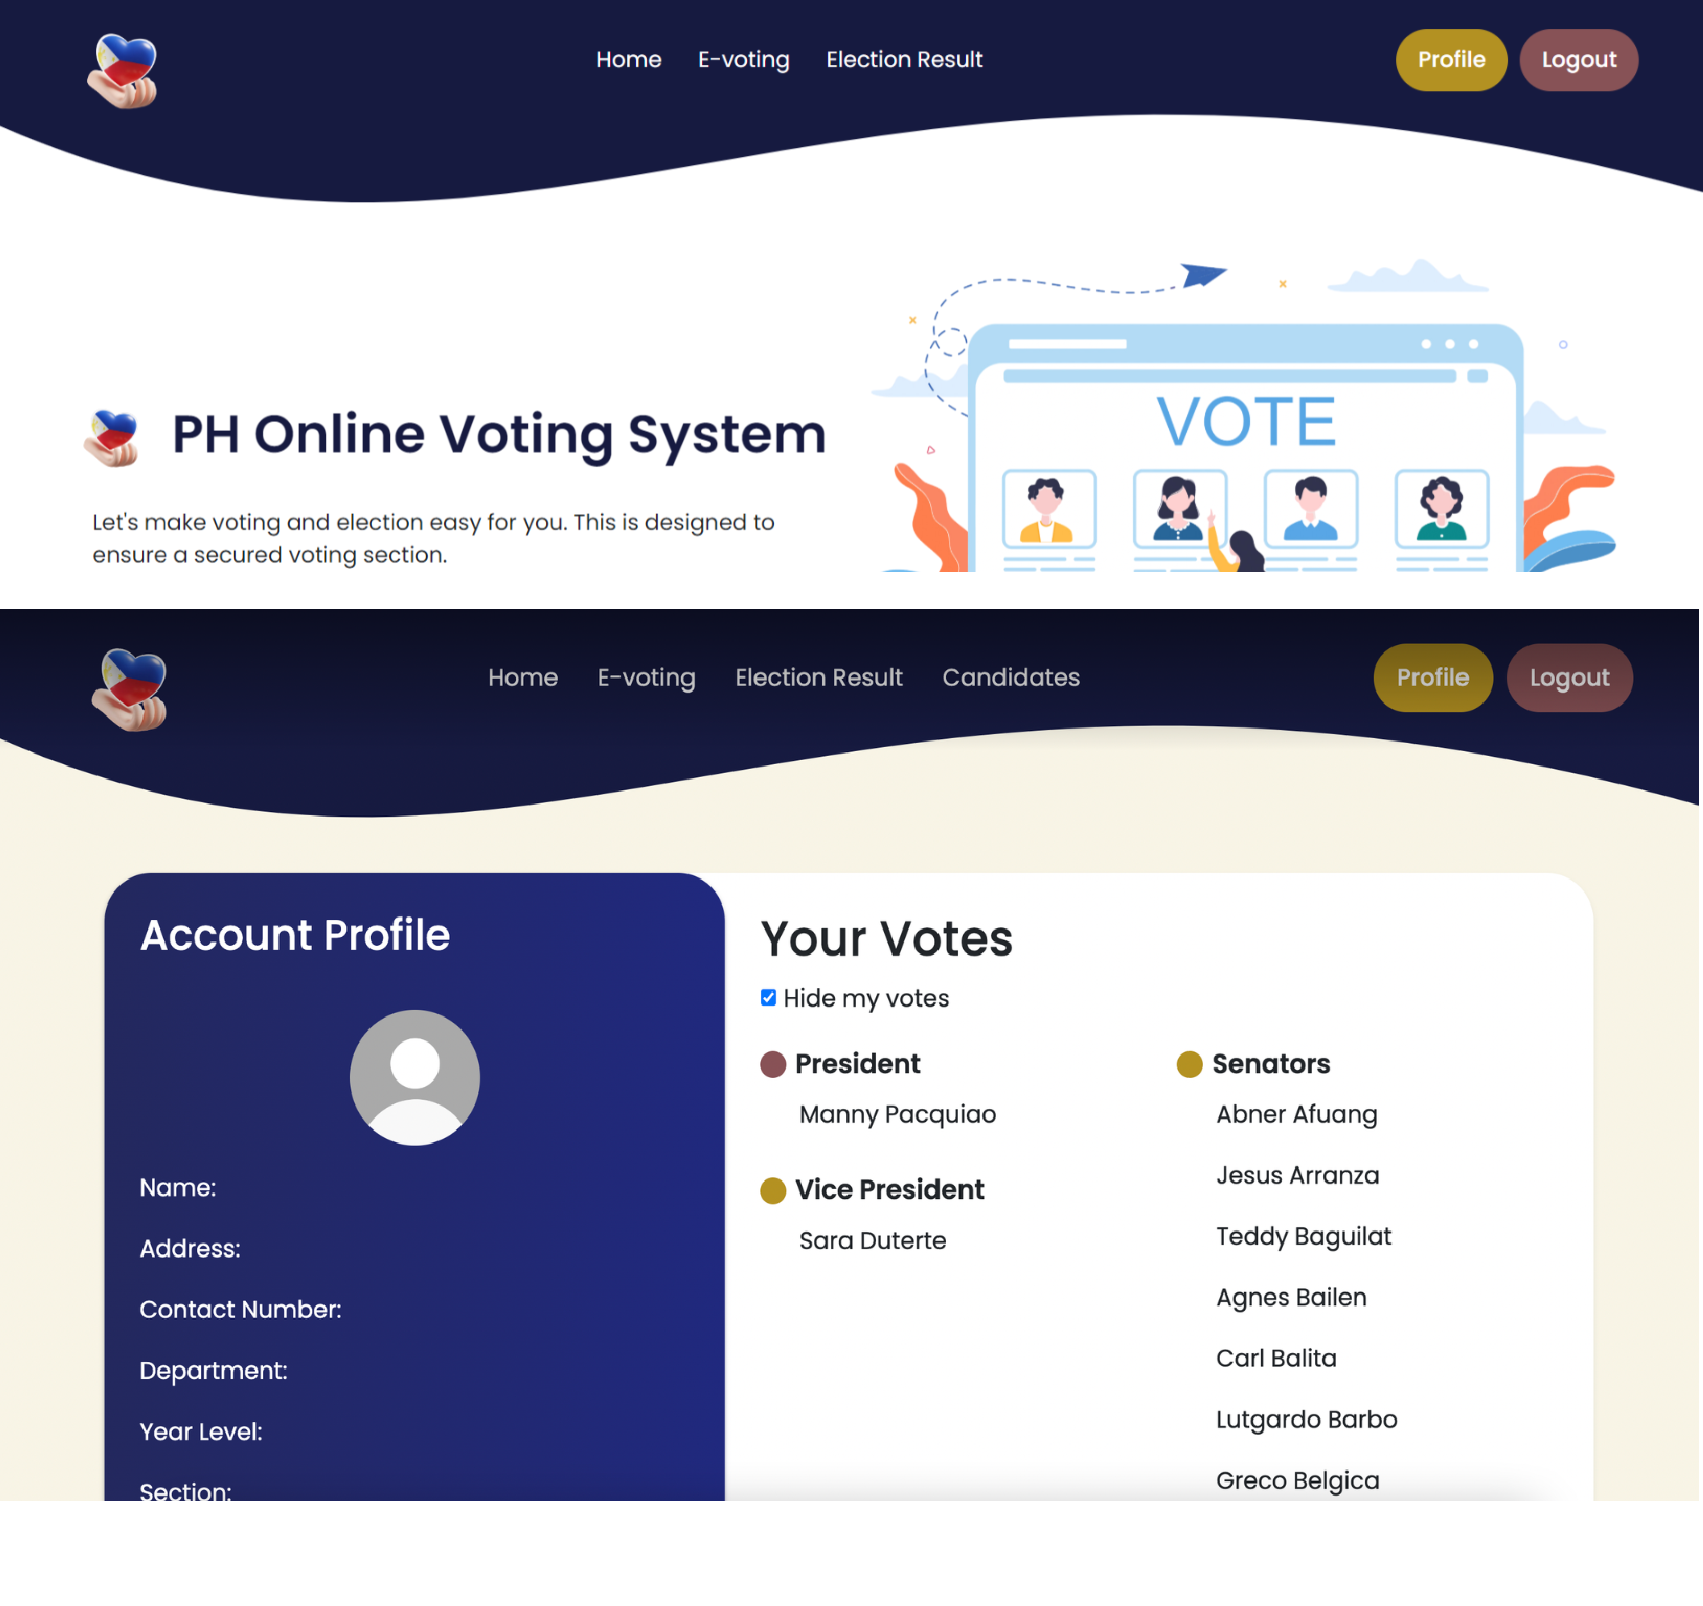 Home E-voting Election Result Profile Logout
VOTE
PH Online Voting System
Let's make voting and election easy for you. This is designed to
ensure a secured voting section.
Home E-voting Election Result Candidates Profile Logout
Account Profile
Name:
Address:
Contact Number:
Department:
Year Level:
Section:
Your Votes
Hide my votes
President
Manny Pacquiao
Vice President
Sara Duterte
Senators
Abner Afuang
Jesus Arranza
Teddy Baguilat
Agnes Bailen
Carl Balita
Lutgardo Barbo
Greco Belgica